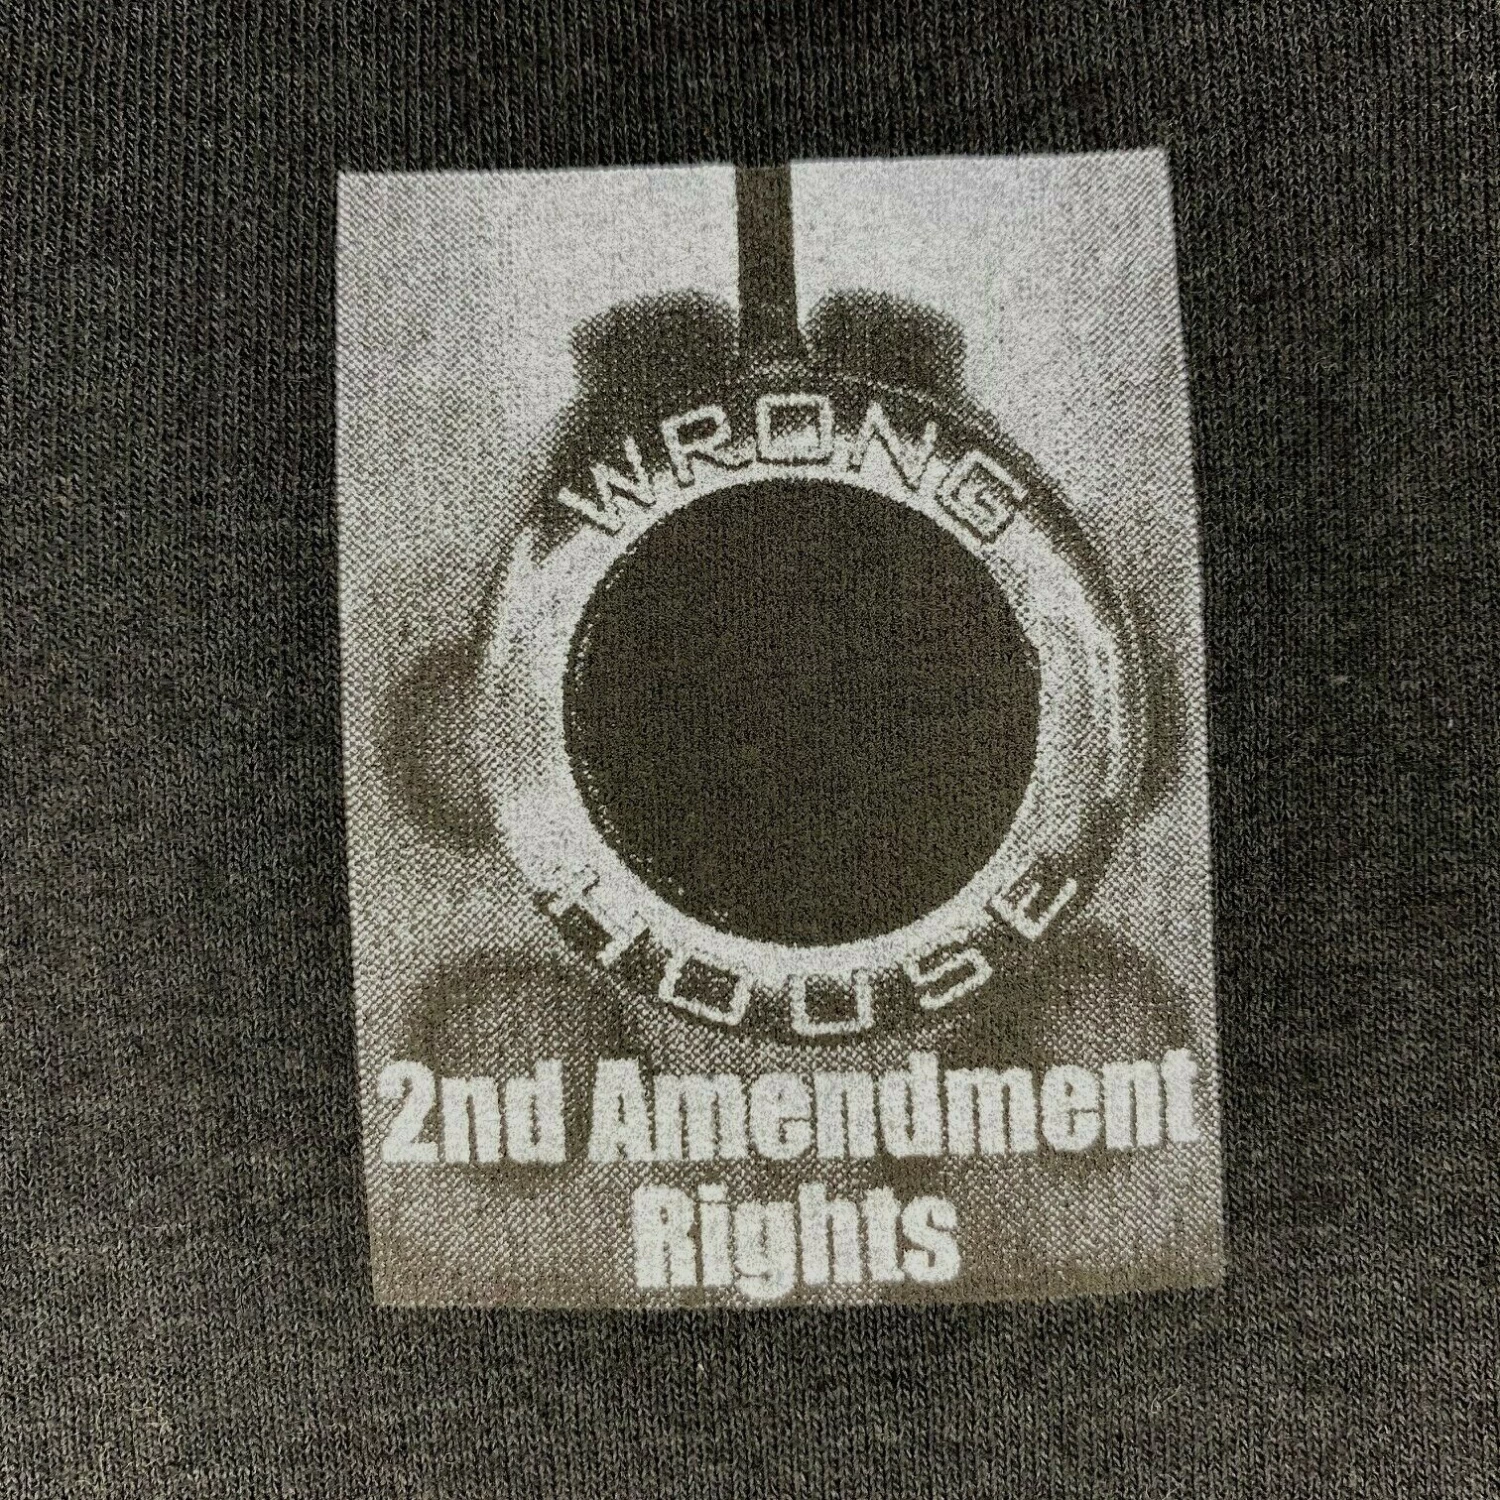 WRONG
HOUSE
2nd Amendment
Rights